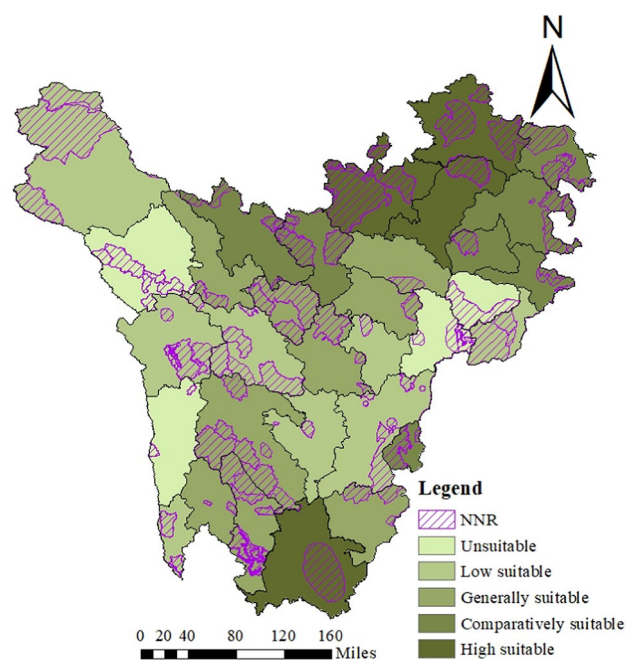 N
Legend
NNR
Unsuitable
Low suitable
Generally suitable
Comparatively suitable
High suitable
0 20 40 80 120 160
Miles